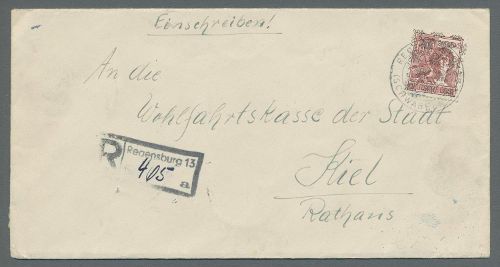 Einschreiben!
An die
Wohlfahrtskasse der Stadt
R
Regensburg 13
405
a
Kiel
Rathaus